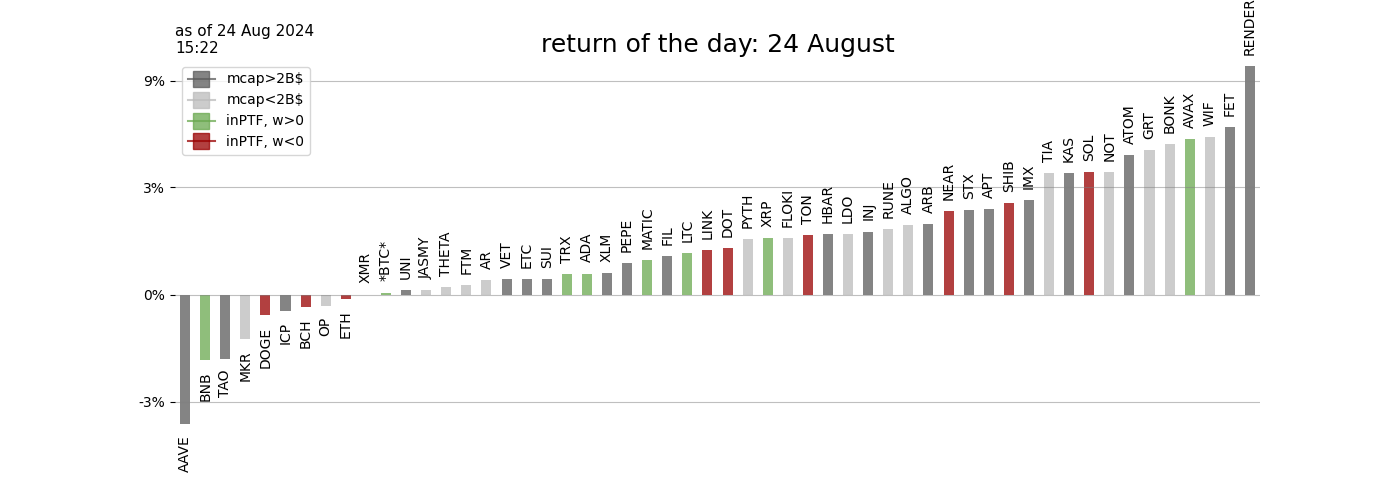 as of 24 Aug 2024
15:22
return of the day: 24 August
mcap>2B$
mcap<2B$
inPTF, w>0
inPTF, w<0
9%
3%
0%
-3%
AAVE
BNB
TAO
MKR
DOGE
ICP
BCH
OP
ETH
XMR
*BTC*
UNI
JASMY
THETA
FTM
AR
VET
ETC
SUI
TRX
ADA
XLM
PEPE
MATIC
FIL
LTC
LINK
DOT
PYTH
XRP
FLOKI
TON
HBAR
LDO
INJ
RUNE
ALGO
ARB
NEAR
STX
APT
SHIB
IMX
TIA
KAS
SOL
NOT
ATOM
GRT
BONK
AVAX
WIF
FET
RENDER